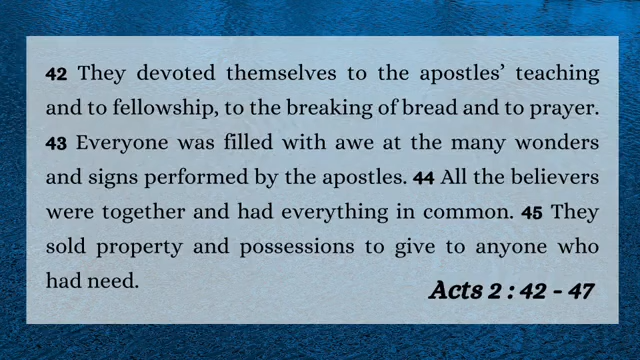 42 They devoted themselves to the apostles’ teaching
and to fellowship, to the breaking of bread and to prayer.
43 Everyone was filled with awe at the many wonders
and signs performed by the apostles. 44 All the believers
were together and had everything in common. 45 They
sold property and possessions to give to anyone who
had need.
Acts 2 : 42 - 47